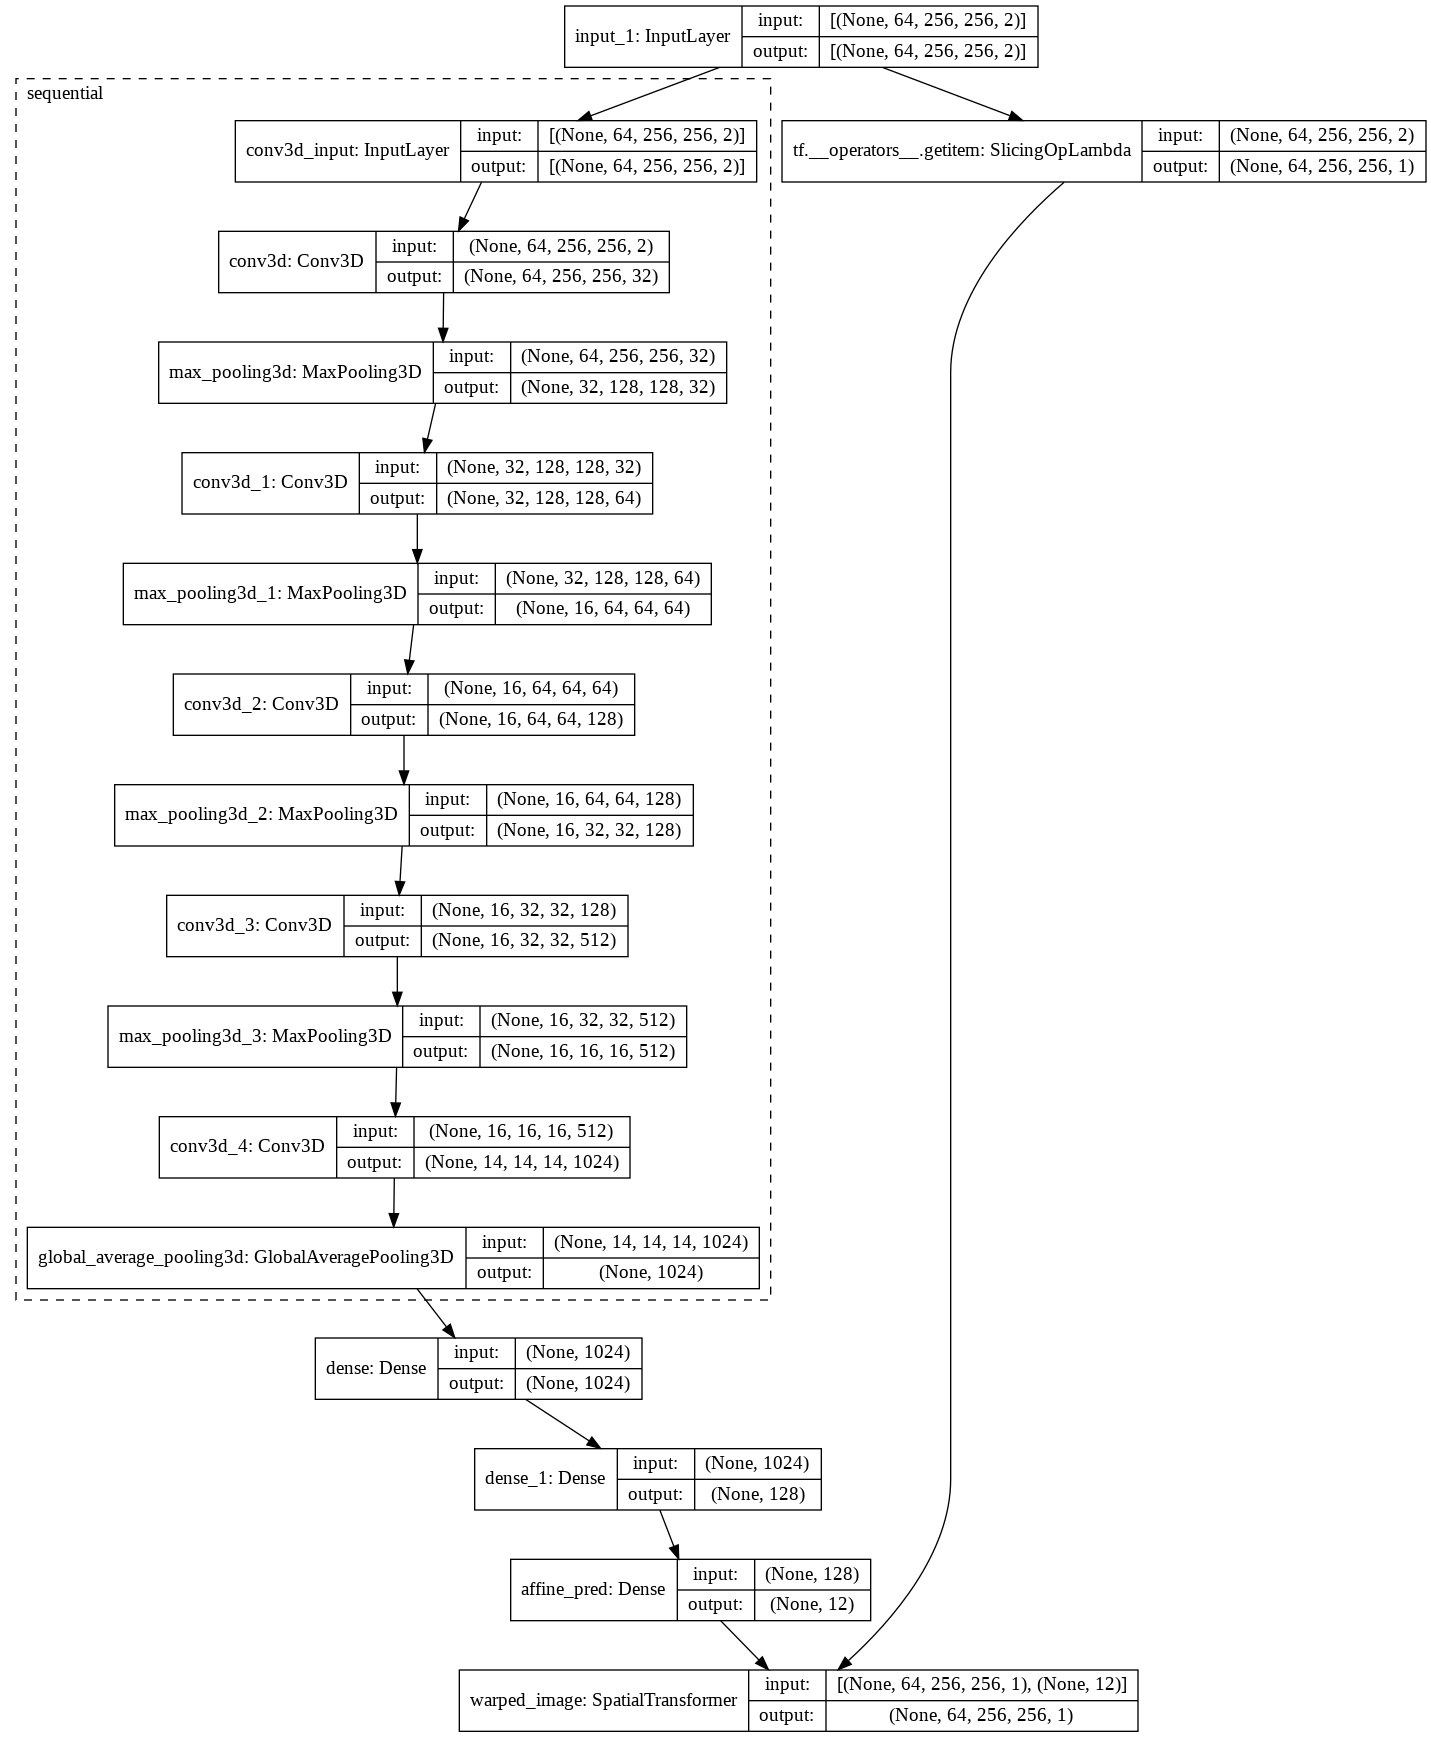 input_1: InputLayer
input: [(None, 64, 256, 256, 2)]
output: [(None, 64, 256, 256, 2)]
sequential
conv3d_input: InputLayer
input: [(None, 64, 256, 256, 2)]
output: [(None, 64, 256, 256, 2)]
tf.__operators__.getitem: SlicingOpLambda
input: (None, 64, 256, 256, 2)
output: (None, 64, 256, 256, 1)
conv3d: Conv3D
input: (None, 64, 256, 256, 2)
output: (None, 64, 256, 256, 32)
max_pooling3d: MaxPooling3D
input: (None, 64, 256, 256, 32)
output: (None, 32, 128, 128, 32)
conv3d_1: Conv3D
input: (None, 32, 128, 128, 32)
output: (None, 32, 128, 128, 64)
max_pooling3d_1: MaxPooling3D
input: (None, 32, 128, 128, 64)
output: (None, 16, 64, 64, 64)
conv3d_2: Conv3D
input: (None, 16, 64, 64, 64)
output: (None, 16, 64, 64, 128)
max_pooling3d_2: MaxPooling3D
input: (None, 16, 64, 64, 128)
output: (None, 16, 32, 32, 128)
conv3d_3: Conv3D
input: (None, 16, 32, 32, 128)
output: (None, 16, 32, 32, 512)
max_pooling3d_3: MaxPooling3D
input: (None, 16, 32, 32, 512)
output: (None, 16, 16, 16, 512)
conv3d_4: Conv3D
input: (None, 16, 16, 16, 512)
output: (None, 14, 14, 14, 1024)
global_average_pooling3d: GlobalAveragePooling3D
input: (None, 14, 14, 14, 1024)
output: (None, 1024)
dense: Dense
input: (None, 1024)
output: (None, 1024)
dense_1: Dense
input: (None, 1024)
output: (None, 128)
affine_pred: Dense
input: (None, 128)
output: (None, 12)
warped_image: SpatialTransformer
input: [(None, 64, 256, 256, 1), (None, 12)]
output: (None, 64, 256, 256, 1)